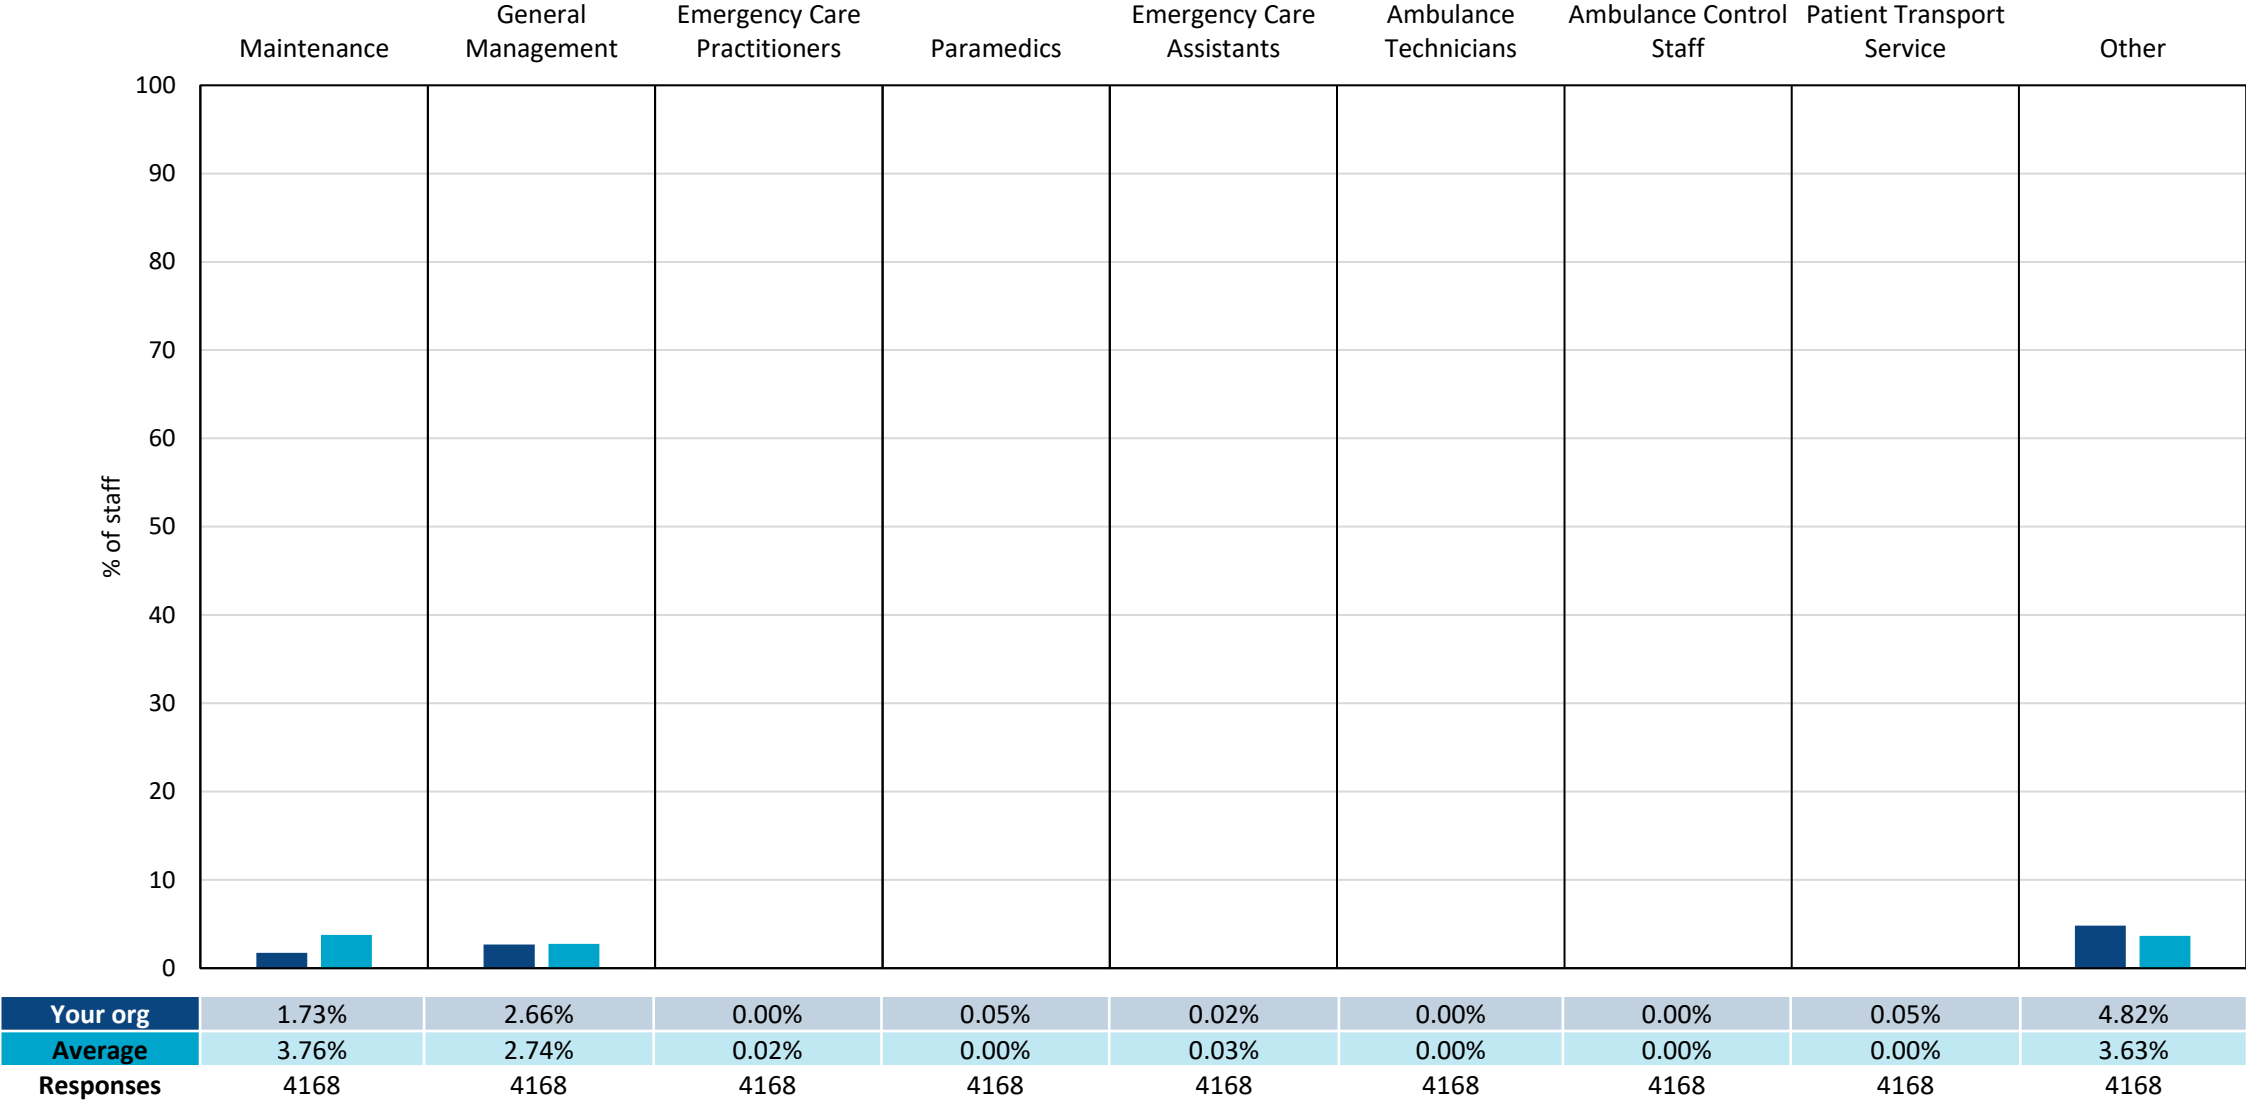 Maintenance
General
Management
Emergency Care
Practitioners
Paramedics
Emergency Care
Assistants
Ambulance
Technicians
Ambulance Control
Staff
Patient Transport
Service
Other
% of staff
100
90
80
70
60
50
40
30
20
10
0
Your org 1.73% 2.66% 0.00% 0.05% 0.02% 0.00% 0.00% 0.05% 4.82%
Average 3.76% 2.74% 0.02% 0.00% 0.03% 0.00% 0.00% 0.00% 3.63%
Responses 4168 4168 4168 4168 4168 4168 4168 4168 4168